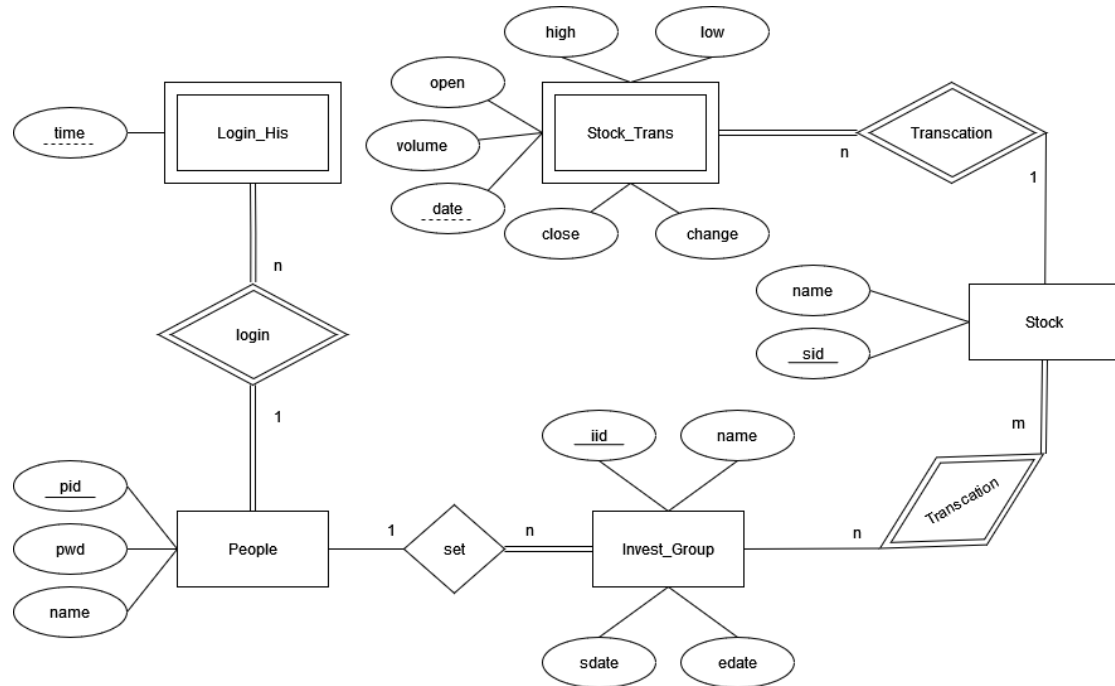 high
low
open
time
Login_His
Stock_Trans
Transcation
volume
n
1
date
close
change
n
name
Stock
login
sid
1
m
iid
name
pid
Transcation
1
n
n
pwd
People
set
Invest_Group
name
sdate
edate